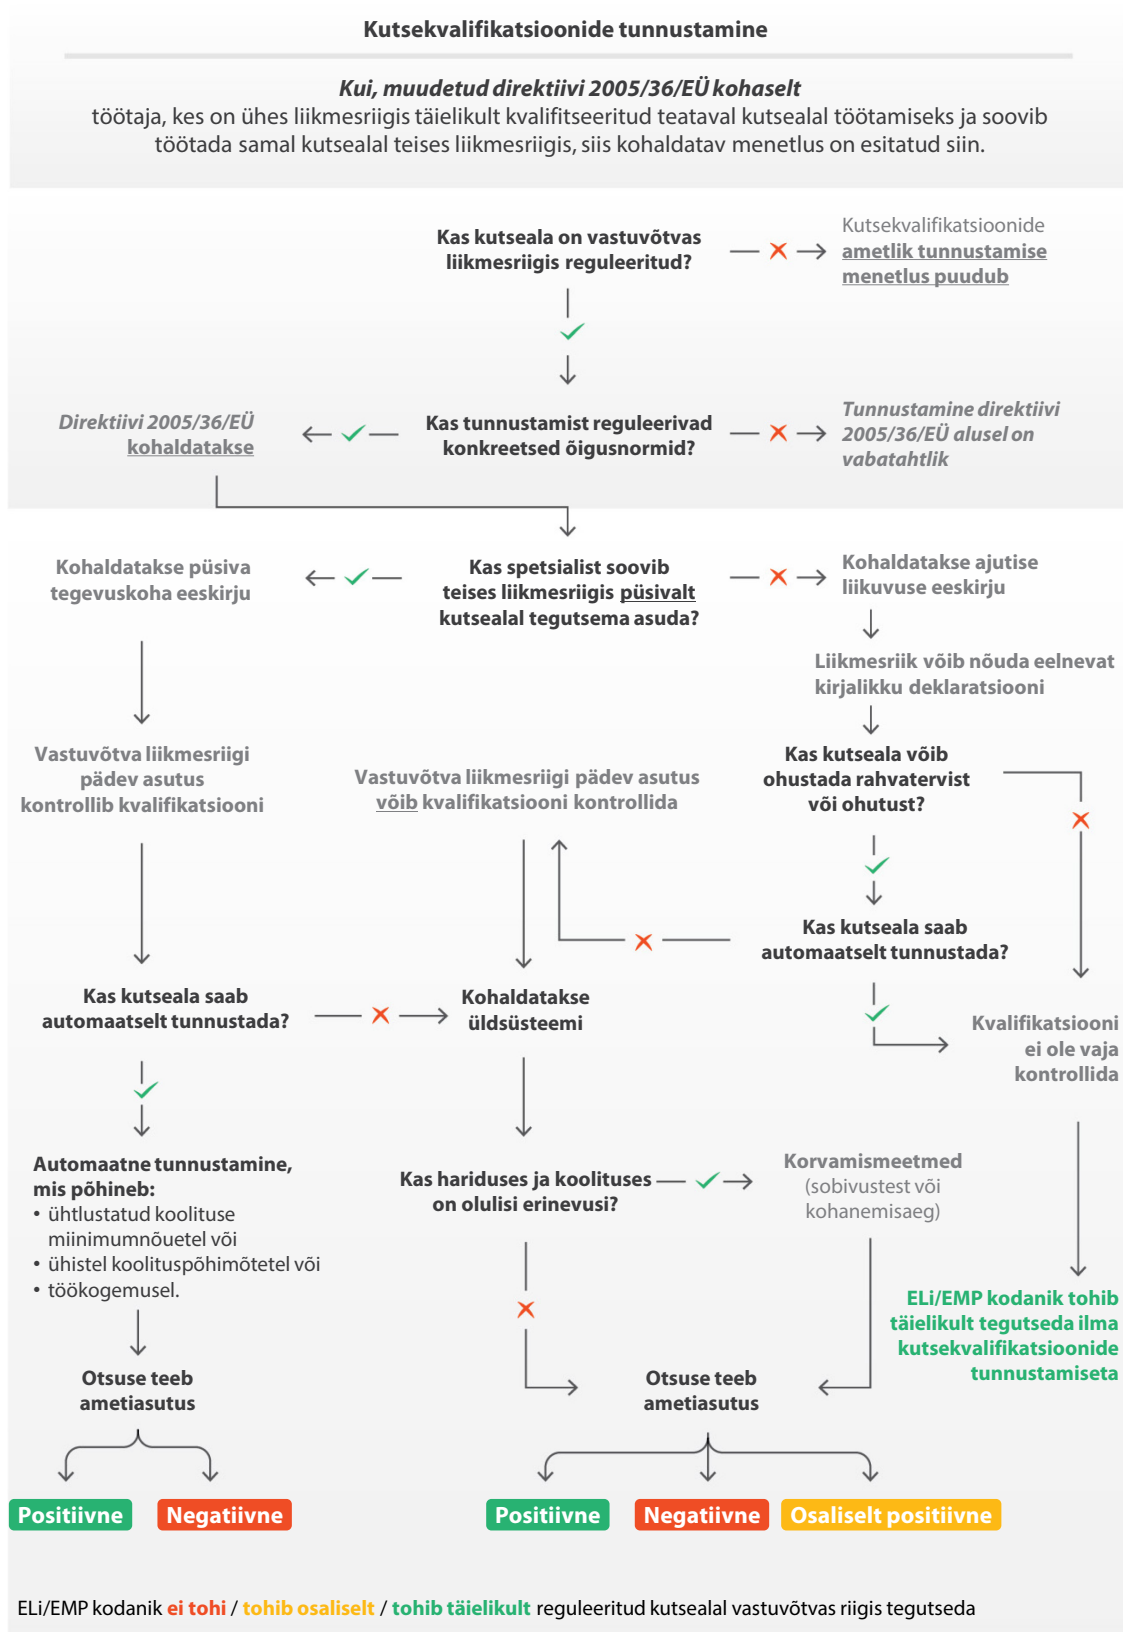 Kutsekvalifikatsioonide tunnustamine
Kui, muudetud direktiivi 2005/36/EÜ kohaselt
töötaja, kes on ühes liikmesriigis täielikult kvalifitseeritud teataval kutsealal töötamiseks ja soovib
töötada samal kutsealal teises liikmesriigis, siis kohaldatav menetlus on esitatud siin.
Kas kutseala on vastuvõtvas
liikmesriigis reguleeritud?
Kutsekvalifikatsioonide
ametlik tunnustamise
menetlus puudub
Direktiivi 2005/36/EÜ
kohaldatakse
Kas tunnustamist reguleerivad
konkreetsed õigusnormid?
Tunnustamine direktiivi
2005/36/EÜ alusel on
vabatahtlik
Kohaldatakse püsiva
tegevuskoha eeskirju
Kas spetsialist soovib
teises liikmesriigis püsivalt
kutsealal tegutsema asuda?
Kohaldatakse ajutise
liikuvuse eeskirju
Liikmesriik võib nõuda eelnevat
kirjalikku deklaratsiooni
Vastuvõtva liikmesriigi
pädev asutus
kontrollib kvalifikatsiooni
Vastuvõtva liikmesriigi pädev asutus
võib kvalifikatsiooni kontrollida
Kas kutseala võib
ohustada rahvatervist
või ohutust?
Kas kutseala saab
automaatselt tunnustada?
Kas kutseala saab
automaatselt tunnustada?
Kohaldatakse
üldsüsteemi
Kvalifikatsiooni
ei ole vaja
kontrollida
Automaatne tunnustamine,
mis põhineb:
• ühtlustatud koolituse
miinimumnõuetel või
• ühistel koolituspõhimõtetel või
• töökogemusel.
Kas hariduses ja koolituses
on olulisi erinevusi?
Korvamismeetmed
(sobivustest või
kohanemisaeg)
ELi/EMP kodanik tohib
täielikult tegutseda ilma
kutsekvalifikatsioonide
tunnustamiseta
Otsuse teeb
ametiasutus
Otsuse teeb
ametiasutus
Positiivne
Negatiivne
Positiivne
Negatiivne
Osaliselt positiivne
ELi/EMP kodanik ei tohi / tohib osaliselt / tohib täielikult reguleeritud kutsealal vastuvõtvas riigis tegutseda